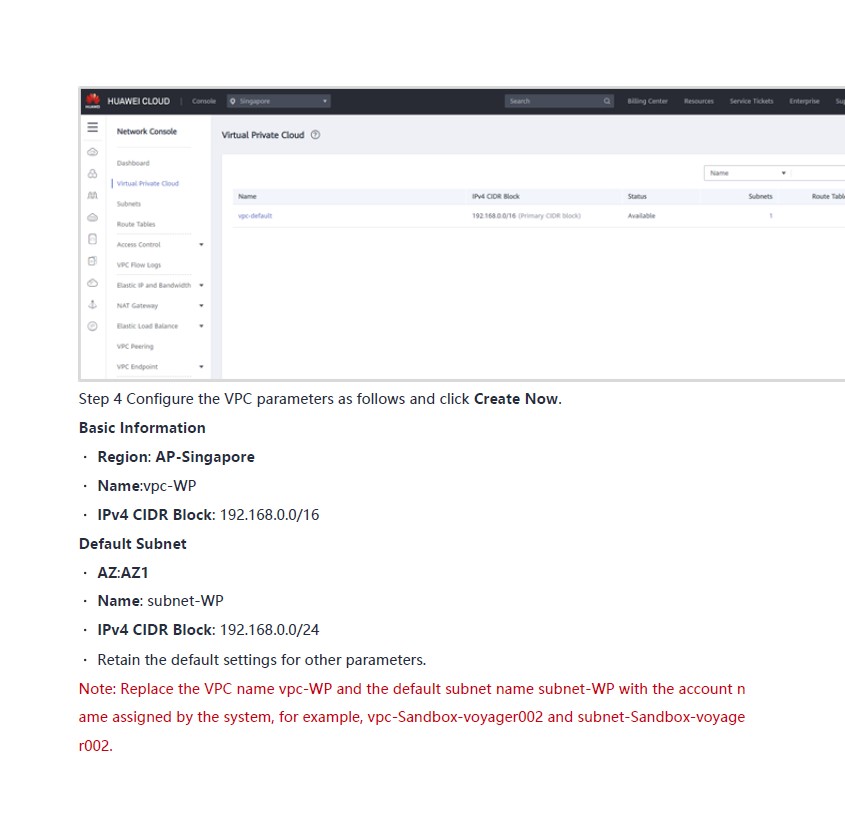 HUAWEI
HUAWEI CLOUD | Console Singapore Search Billing Center Resources Service Tickets Enterprise
Network Console
Virtual Private Cloud
Dashboard
Virtual Private Cloud
Subnets
Route Tables
Access Control
VPC Flow Logs
Elastic IP and Bandwidth
NAT Gateway
Elastic Load Balance
VPC Peering
VPC Endpoint
Name
Name IPv4 CIDR Block Status Subnets Route
vpc-default 192.168.0.0/16 (Primary CIDR block) Available 1
Step 4 Configure the VPC parameters as follows and click Create Now.
Basic Information
· Region: AP-Singapore
· Name:vpc-WP
· IPv4 CIDR Block: 192.168.0.0/16
Default Subnet
· AZ:AZ1
· Name: subnet-WP
· IPv4 CIDR Block: 192.168.0.0/24
· Retain the default settings for other parameters.
Note: Replace the VPC name vpc-WP and the default subnet name subnet-WP with the account n
ame assigned by the system, for example, vpc-Sandbox-voyager002 and subnet-Sandbox-voyage
r002.